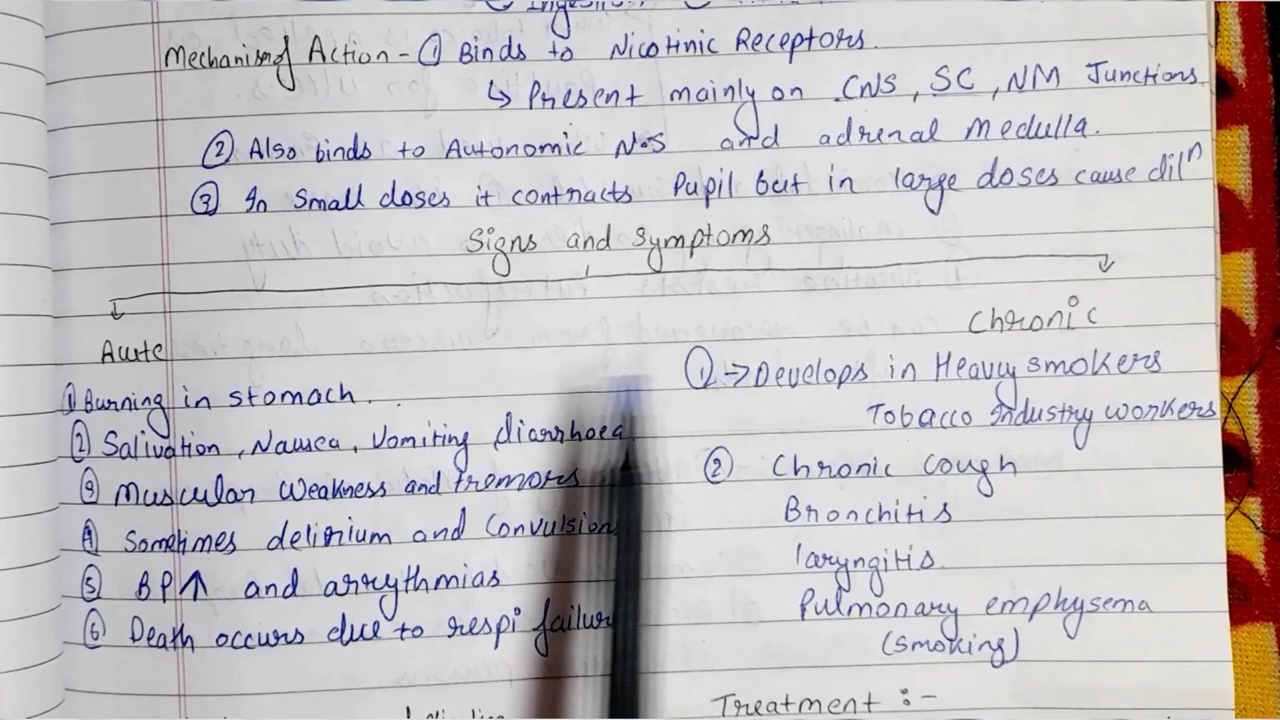 Mechanism of Action - ① Binds to Nicotinic Receptors.
↳ Present mainly on CNS, SC, NM Junctions
② Also binds to Autonomic N.S and adrenal Medulla.
③ In Small doses it contracts Pupil but in large doses cause dilⁿ
Signs and Symptoms
Acute
① Burning in stomach.
② Salivation, Nausea, Vomiting diarrhoea
③ Muscular Weakness and tremors
④ Sometimes delirium and Convulsion
⑤ BP↑ and arrythmias
⑥ Death occurs due to respi failur
Chronic
① → Develops in Heavy smokers
Tobacco Industry workers
② Chronic Cough
Bronchitis
laryngitis
Pulmonary emphysema
(smoking)
Treatment :-